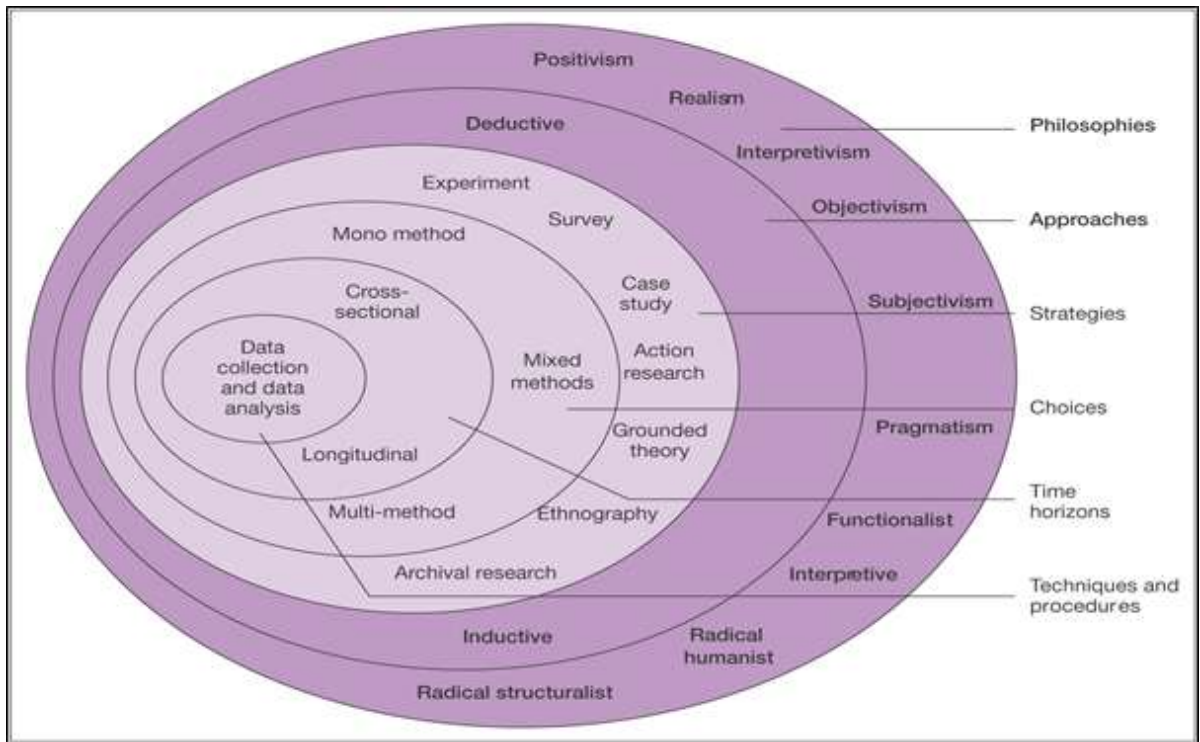 Positivism
Realism
Deductive
Philosophies
Interpretivism
Experiment
Objectivism
Survey
Approaches
Mono method
Case
study
Cross-
sectional
Subjectivism
Strategies
Data
collection
and data
analysis
Mixed
methods
Action
research
Choices
Pragmatism
Grounded
theory
Longitudinal
Time
horizons
Multi-method
Ethnography
Functionalist
Archival research
Interpretive
Techniques and
procedures
Inductive
Radical
humanist
Radical structuralist